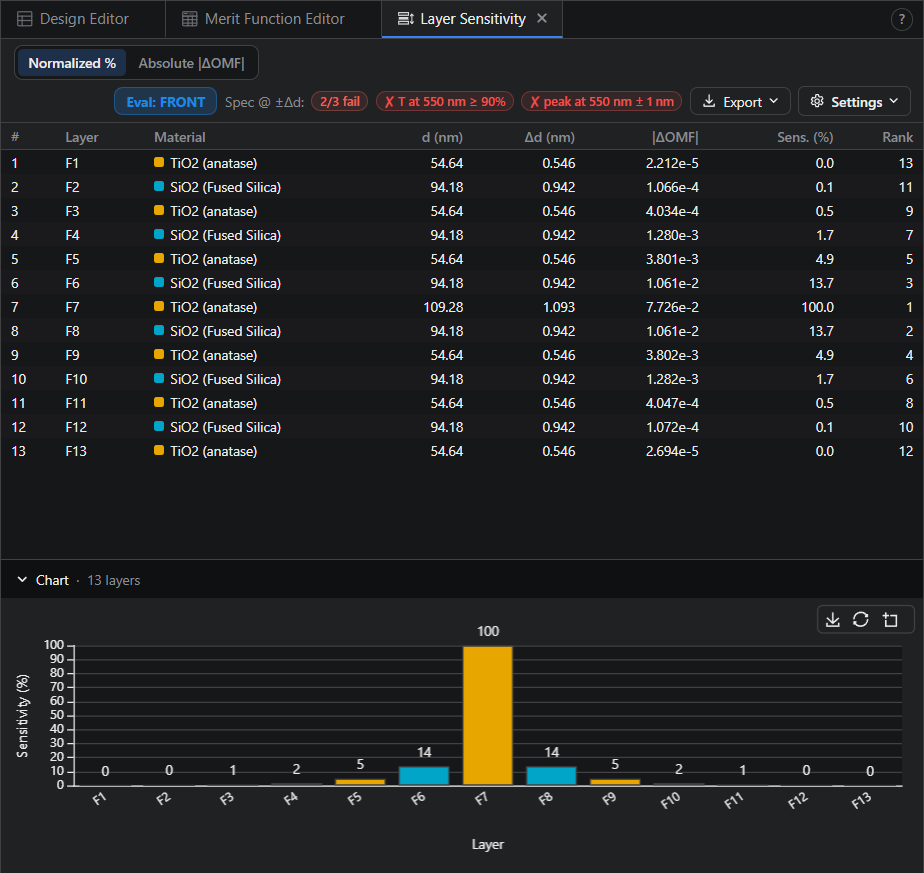 Design Editor Merit Function Editor Layer Sensitivity ✕ ?
Normalized % Absolute |ΔOMF|
Eval: FRONT Spec @ ±Δd: 2/3 fail ✗ T at 550 nm ≥ 90% ✗ peak at 550 nm ± 1 nm Export Settings
# Layer Material d (nm) Δd (nm) |ΔOMF| Sens. (%) Rank
1 F1 TiO2 (anatase) 54.64 0.546 2.212e-5 0.0 13
2 F2 SiO2 (Fused Silica) 94.18 0.942 1.066e-4 0.1 11
3 F3 TiO2 (anatase) 54.64 0.546 4.034e-4 0.5 9
4 F4 SiO2 (Fused Silica) 94.18 0.942 1.280e-3 1.7 7
5 F5 TiO2 (anatase) 54.64 0.546 3.801e-3 4.9 5
6 F6 SiO2 (Fused Silica) 94.18 0.942 1.061e-2 13.7 3
7 F7 TiO2 (anatase) 109.28 1.093 7.726e-2 100.0 1
8 F8 SiO2 (Fused Silica) 94.18 0.942 1.061e-2 13.7 2
9 F9 TiO2 (anatase) 54.64 0.546 3.802e-3 4.9 4
10 F10 SiO2 (Fused Silica) 94.18 0.942 1.282e-3 1.7 6
11 F11 TiO2 (anatase) 54.64 0.546 4.047e-4 0.5 8
12 F12 SiO2 (Fused Silica) 94.18 0.942 1.072e-4 0.1 10
13 F13 TiO2 (anatase) 54.64 0.546 2.694e-5 0.0 12
Chart · 13 layers
Sensitivity (%)
100
90
80
70
60
50
40
30
20
10
0
0 0 1 2 5 14 100 14 5 2 1 0 0
F1 F2 F3 F4 F5 F6 F7 F8 F9 F10 F11 F12 F13
Layer